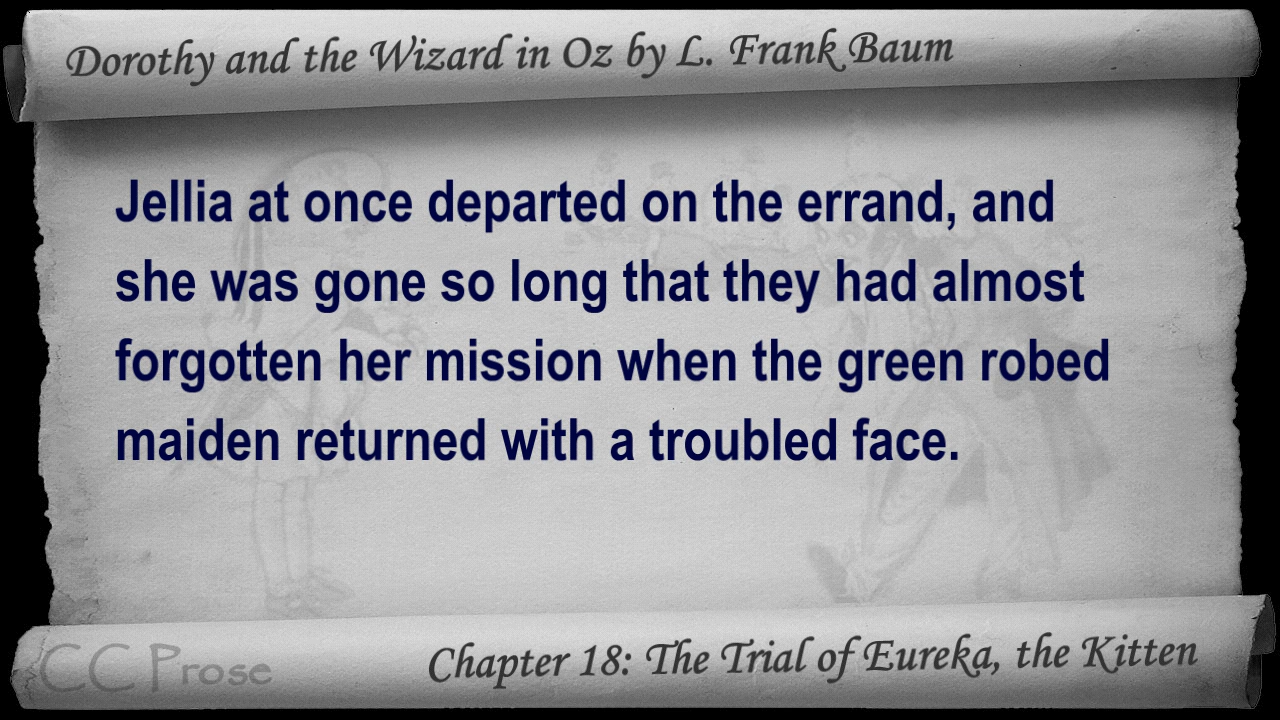 Dorothy and the Wizard in Oz by L. Frank Baum
Jellia at once departed on the errand, and
she was gone so long that they had almost
forgotten her mission when the green robed
maiden returned with a troubled face.
CC Prose
Chapter 18: The Trial of Eureka, the Kitten